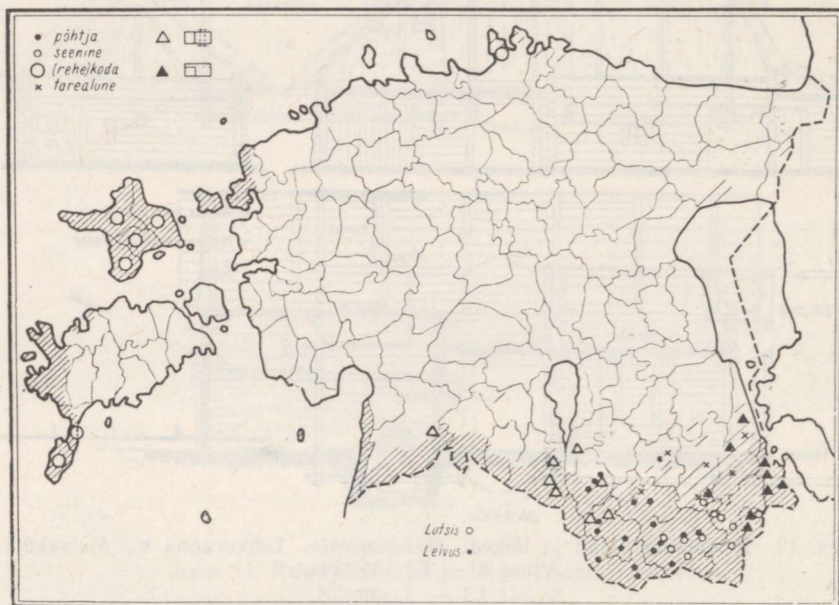 põhtja
seenine
(rehe)koda
tarealune
Lutsis
Leivus